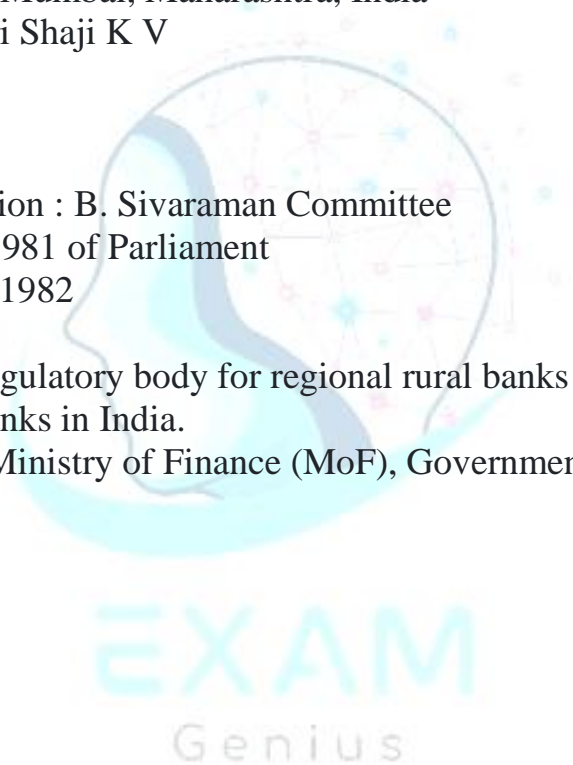 Mumbai, Maharashtra, India
i Shaji K V
ion : B. Sivaraman Committee
981 of Parliament
1982
gulatory body for regional rural banks
nks in India.
Ministry of Finance (MoF), Governmen
EXAM
Genius